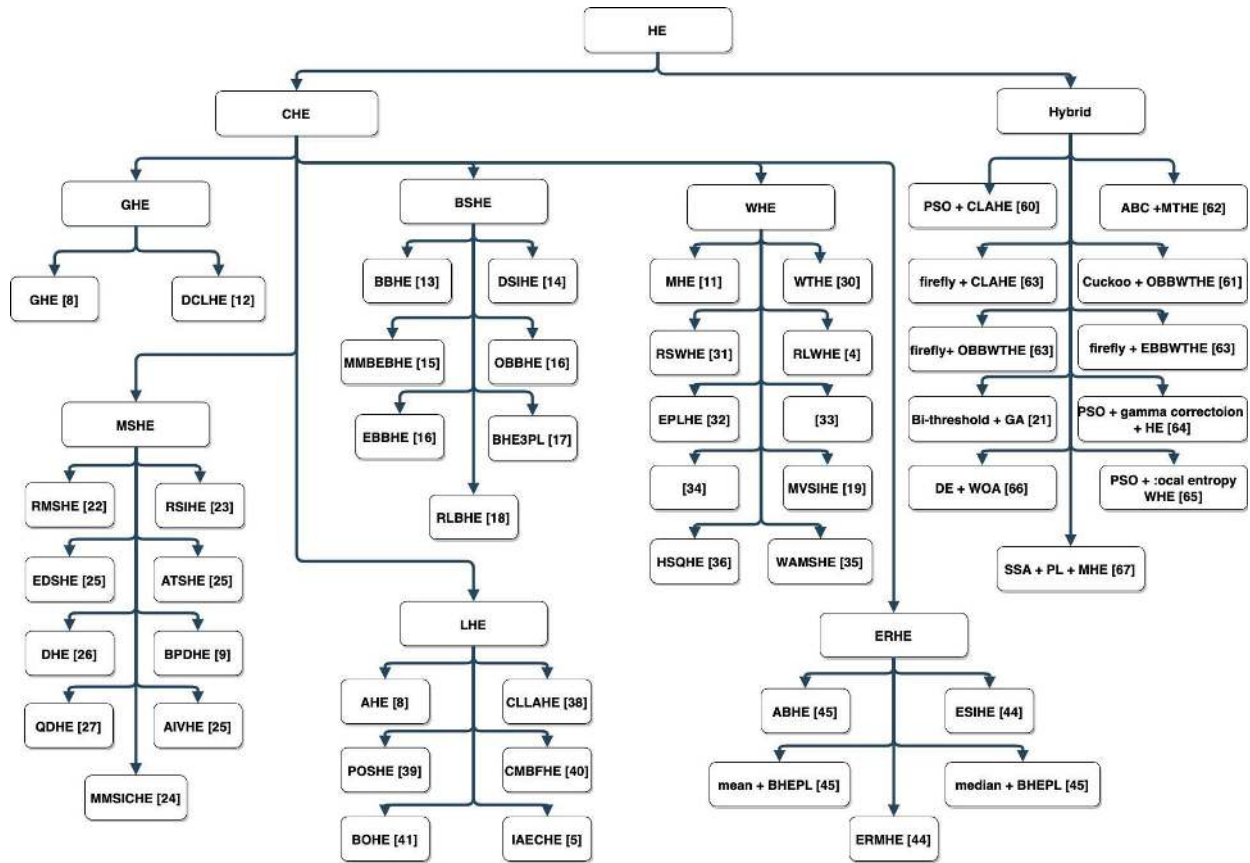 HE
CHE
Hybrid
GHE
BSHE
WHE
PSO + CLAHE [60]
ABC +MTHE [62]
GHE [8]
DCLHE [12]
BBHE [13]
DSIHE [14]
MHE [11]
WTHE [30]
firefly + CLAHE [63]
Cuckoo + OBBWTHE [61]
MMBEBHE [15]
OBBHE [16]
RSWHE [31]
RLWHE [4]
firefly+ OBBWTHE [63]
firefly + EBBWTHE [63]
MSHE
EBBHE [16]
BHE3PL [17]
EPLHE [32]
[33]
Bi-threshold + GA [21]
PSO + gamma correctoion
+ HE [64]
RMSHE [22]
RSIHE [23]
RLBHE [18]
[34]
MVSIHE [19]
DE + WOA [66]
PSO + :ocal entropy
WHE [65]
EDSHE [25]
ATSHE [25]
HSQHE [36]
WAMSHE [35]
SSA + PL + MHE [67]
DHE [26]
BPDHE [9]
LHE
ERHE
QDHE [27]
AIVHE [25]
AHE [8]
CLLAHE [38]
ABHE [45]
ESIHE [44]
MMSICHE [24]
POSHE [39]
CMBFHE [40]
mean + BHEPL [45]
median + BHEPL [45]
BOHE [41]
IAECHE [5]
ERMHE [44]